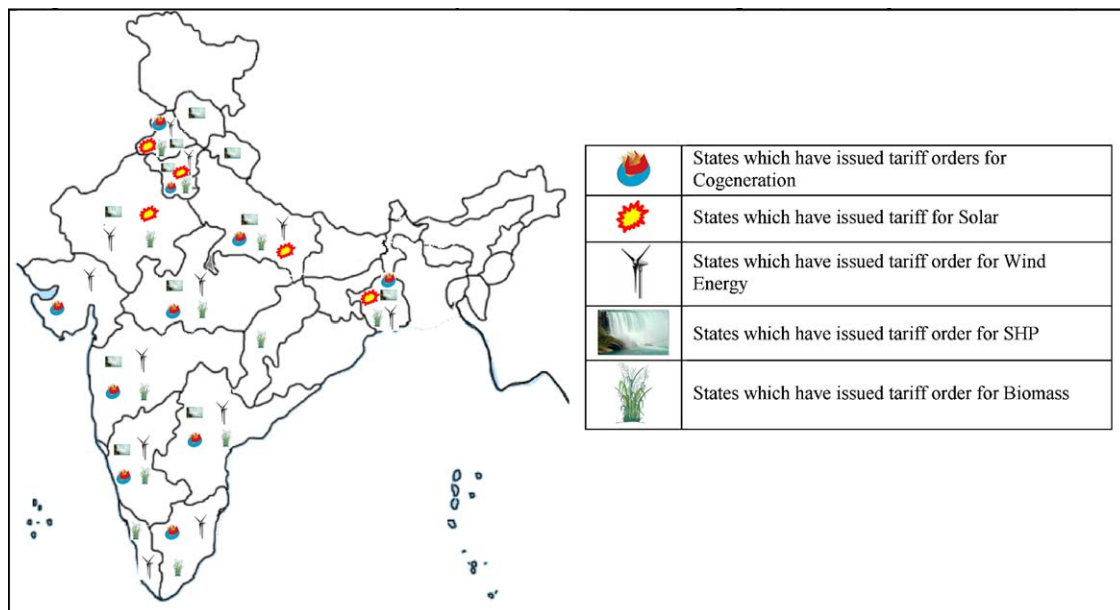 States which have issued tariff orders for
Cogeneration
States which have issued tariff for Solar
States which have issued tariff order for Wind
Energy
States which have issued tariff order for SHP
States which have issued tariff order for Biomass